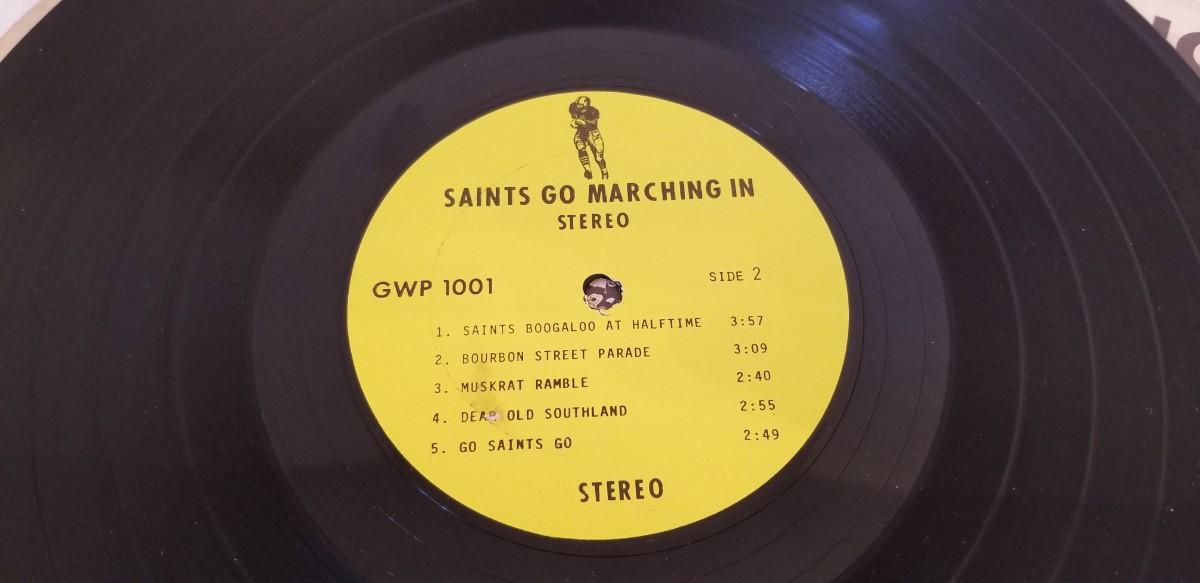 SAINTS GO MARCHING IN
STEREO
GWP 1001 SIDE 2
1. SAINTS BOOGALOO AT HALFTIME 3:57
2. BOURBON STREET PARADE 3:09
3. MUSKRAT RAMBLE 2:40
4. DEAR OLD SOUTHLAND 2:55
5. GO SAINTS GO 2:49
STEREO